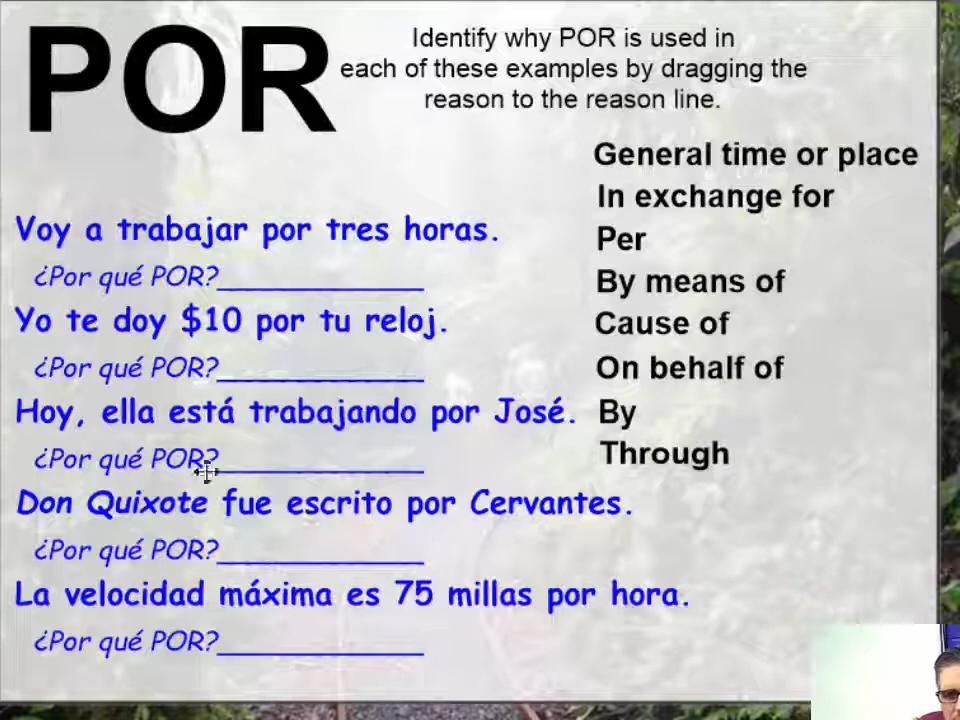 POR
Identify why POR is used in
each of these examples by dragging the
reason to the reason line.
General time or place
In exchange for
Per
By means of
Cause of
On behalf of
By
Through
Voy a trabajar por tres horas.
¿Por qué POR?____________
Yo te doy $10 por tu reloj.
¿Por qué POR?____________
Hoy, ella está trabajando por José.
¿Por qué POR?____________
Don Quixote fue escrito por Cervantes.
¿Por qué POR?____________
La velocidad máxima es 75 millas por hora.
¿Por qué POR?____________